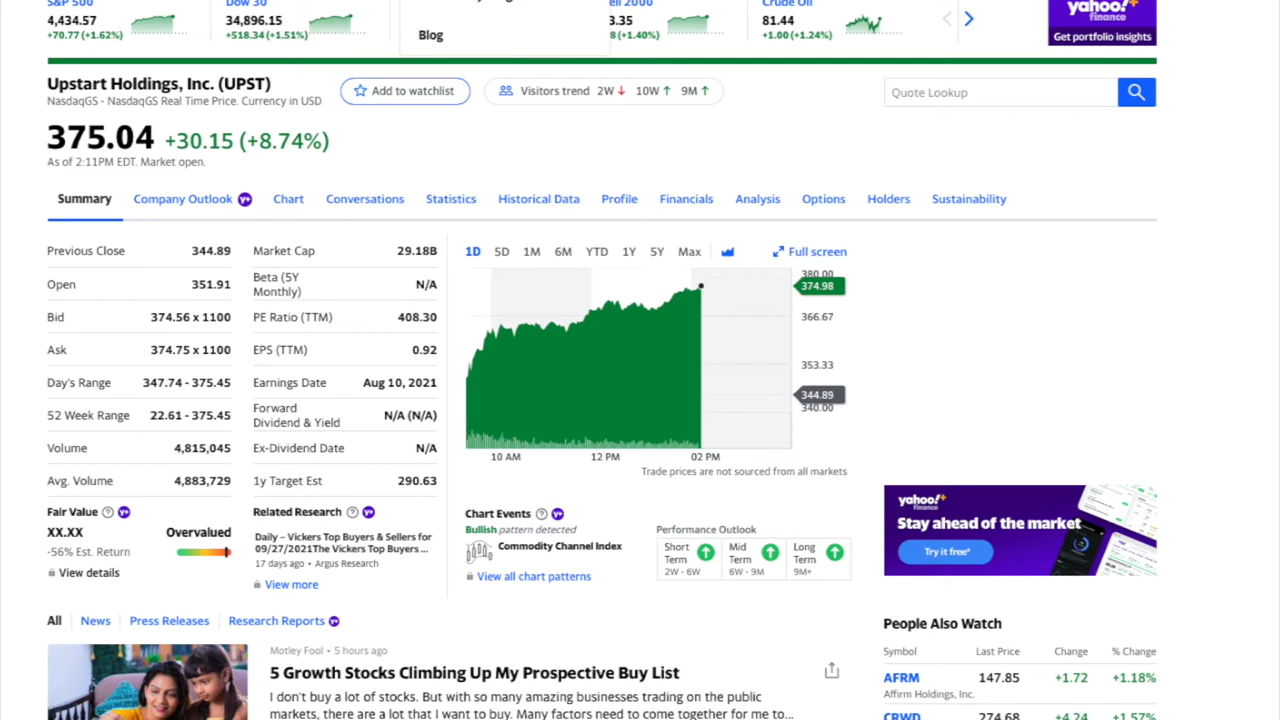 S&P 500
Dow 30
ell 2000
Crude Oil
4,434.57
34,896.15
3.35
81.44
+70.77 (+1.62%)
+518.34 (+1.51%)
Blog
8 (+1.40%)
+1.00 (+1.24%)
yahoo!+
finance
Get portfolio insights
Upstart Holdings, Inc. (UPST)
NasdaqGS - NasdaqGS Real Time Price. Currency in USD
Add to watchlist
Visitors trend 2W 10W 9M
Quote Lookup
375.04 +30.15 (+8.74%)
As of 2:11PM EDT. Market open.
Summary Company Outlook Y+ Chart Conversations Statistics Historical Data Profile Financials Analysis Options Holders Sustainability
Previous Close 344.89
Open 351.91
Bid 374.56 x 1100
Ask 374.75 x 1100
Day's Range 347.74 - 375.45
52 Week Range 22.61 - 375.45
Volume 4,815,045
Avg. Volume 4,883,729
Market Cap 29.18B
Beta (5Y
Monthly) N/A
PE Ratio (TTM) 408.30
EPS (TTM) 0.92
Earnings Date Aug 10, 2021
Forward
Dividend & Yield N/A (N/A)
Ex-Dividend Date N/A
1y Target Est 290.63
1D 5D 1M 6M YTD 1Y 5Y Max Full screen
380.00
374.98
366.67
353.33
344.89
340.00
10 AM 12 PM 02 PM
Trade prices are not sourced from all markets
Fair Value ? Y+
XX.XX Overvalued
-56% Est. Return
View details
Related Research ? Y+
Daily – Vickers Top Buyers & Sellers for
09/27/2021The Vickers Top Buyers ...
17 days ago • Argus Research
View more
Chart Events ? Y+
Bullish pattern detected
Commodity Channel Index
View all chart patterns
Performance Outlook
Short
Term
2W - 6W
Mid
Term
6W - 9M
Long
Term
9M+
yahoo!+
finance
Stay ahead of the market
Try it free*
All News Press Releases Research Reports Y+
Motley Fool • 5 hours ago
5 Growth Stocks Climbing Up My Prospective Buy List
I don't buy a lot of stocks. But with so many amazing businesses trading on the public
markets, there are a lot that I want to buy. Many factors need to come together for me to...
People Also Watch
Symbol Last Price Change % Change
AFRM 147.85 +1.72 +1.18%
Affirm Holdings, Inc.
CRWD 274.68 +4.24 +1.57%